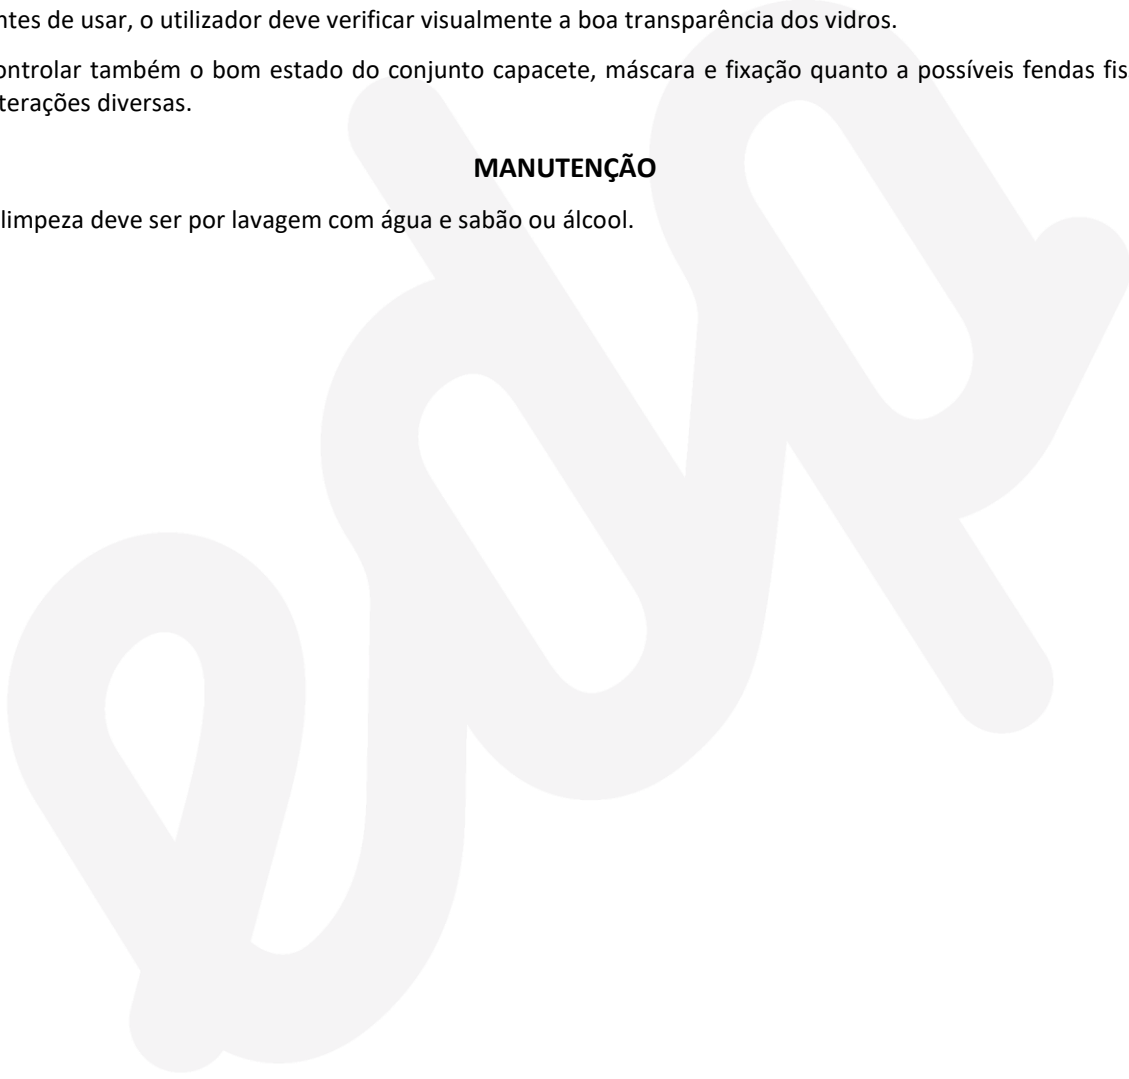 ntes de usar, o utilizador deve verificar visualmente a boa transparência dos vidros.
ontrolar também o bom estado do conjunto capacete, máscara e fixação quanto a possíveis fendas fis
terações diversas.
MANUTENÇÃO
limpeza deve ser por lavagem com água e sabão ou álcool.
edp